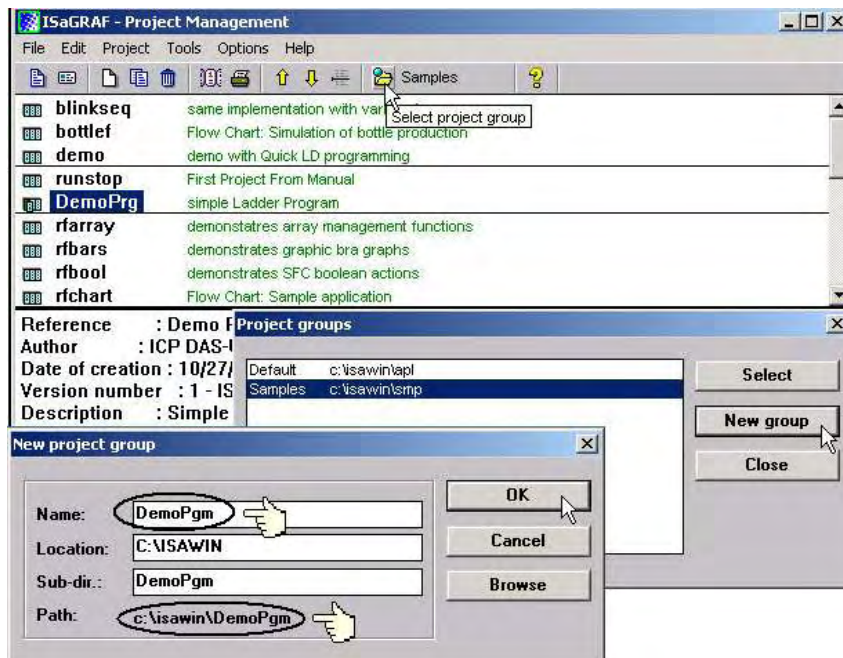 ISaGRAF - Project Management
File Edit Project Tools Options Help
Samples
Select project group
blinkseq same implementation with var
bottlef Flow Chart: Simulation of bottle production
demo demo with Quick LD programming
runstop First Project From Manual
DemoPrg simple Ladder Program
rfarray demonstatres array management functions
rfbars demonstrates graphic bra graphs
rfbool demonstrates SFC boolean actions
rfchart Flow Chart: Sample application
Reference : Demo
Author : ICP DAS-
Date of creation : 10/27/
Version number : 1 - IS
Description : Simple
Project groups
Default c:\isawin\apl
Samples c:\isawin\smp
Select
New group
Close
New project group
Name: DemoPgm
Location: C:\ISAWIN
Sub-dir.: DemoPgm
Path: c:\isawin\DemoPgm
OK
Cancel
Browse